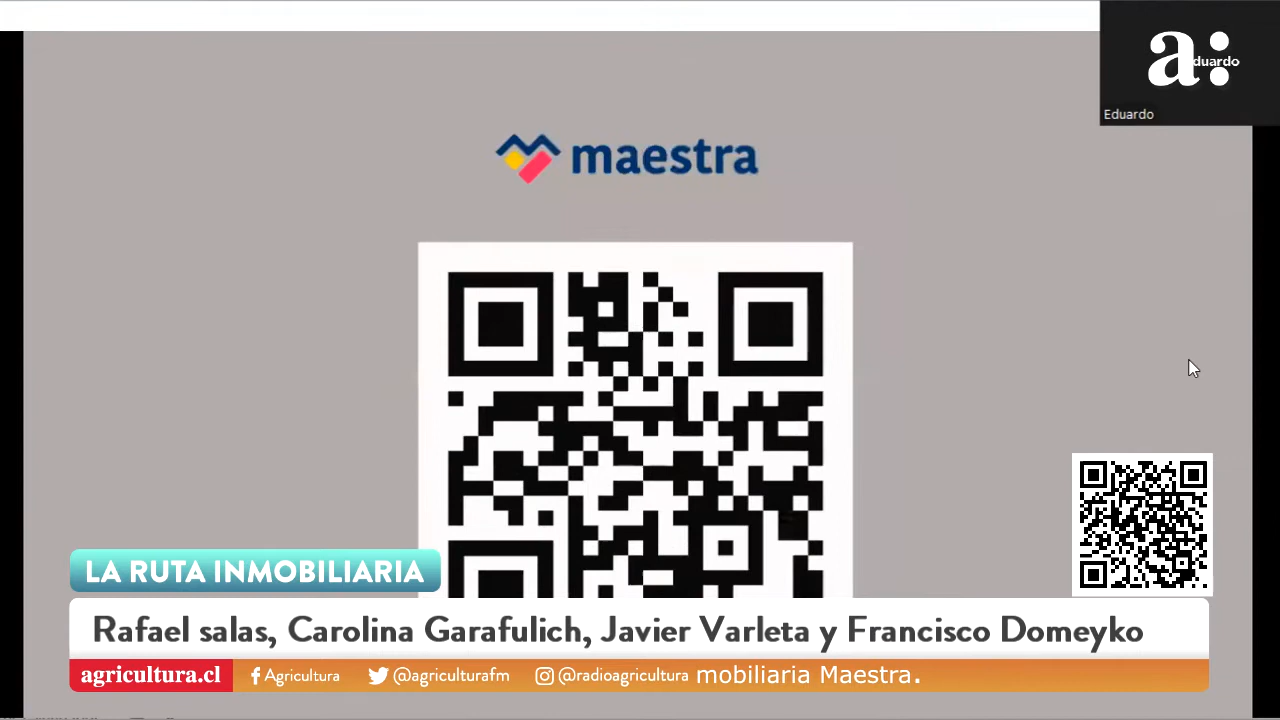 a:
duardo
Eduardo
maestra
LA RUTA INMOBILIARIA
Rafael salas, Carolina Garafulich, Javier Varleta y Francisco Domeyko
agricultura.cl Agricultura @agriculturafm @radioagricultura mobiliaria Maestra.